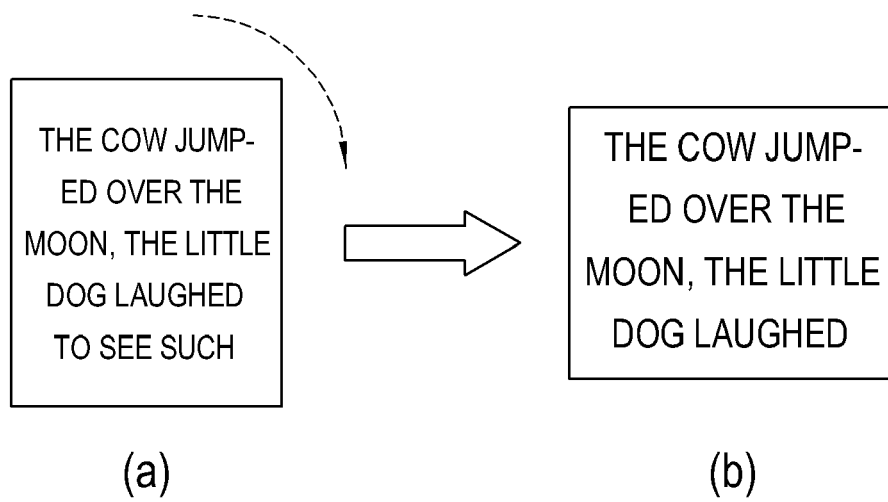 THE COW JUMP-
ED OVER THE
MOON, THE LITTLE
DOG LAUGHED
TO SEE SUCH
(a)
THE COW JUMP-
ED OVER THE
MOON, THE LITTLE
DOG LAUGHED
(b)